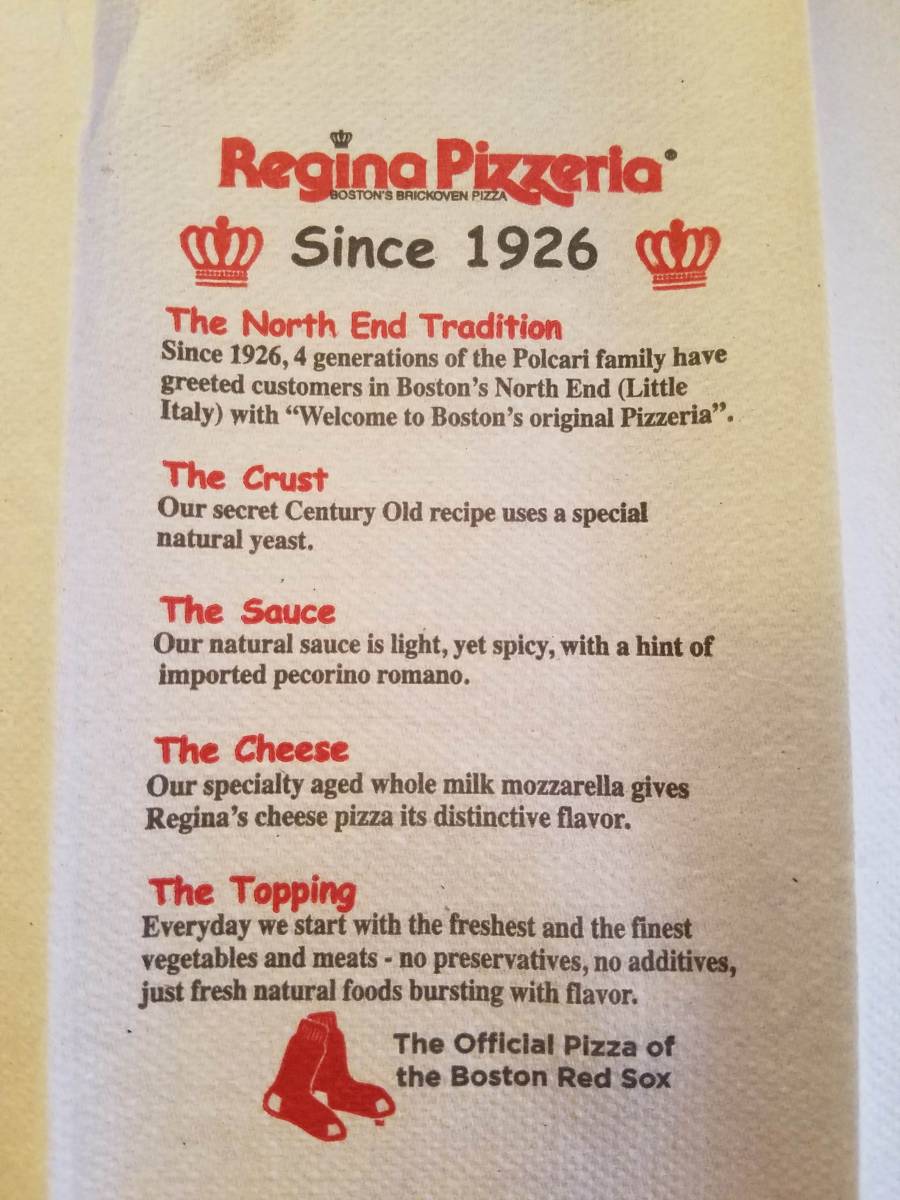 Regina Pizzeria®
BOSTON'S BRICKOVEN PIZZA
Since 1926
The North End Tradition
Since 1926, 4 generations of the Polcari family have
greeted customers in Boston's North End (Little
Italy) with “Welcome to Boston's original Pizzeria”.
The Crust
Our secret Century Old recipe uses a special
natural yeast.
The Sauce
Our natural sauce is light, yet spicy, with a hint of
imported pecorino romano.
The Cheese
Our specialty aged whole milk mozzarella gives
Regina's cheese pizza its distinctive flavor.
The Topping
Everyday we start with the freshest and the finest
vegetables and meats - no preservatives, no additives,
just fresh natural foods bursting with flavor.
The Official Pizza of
the Boston Red Sox